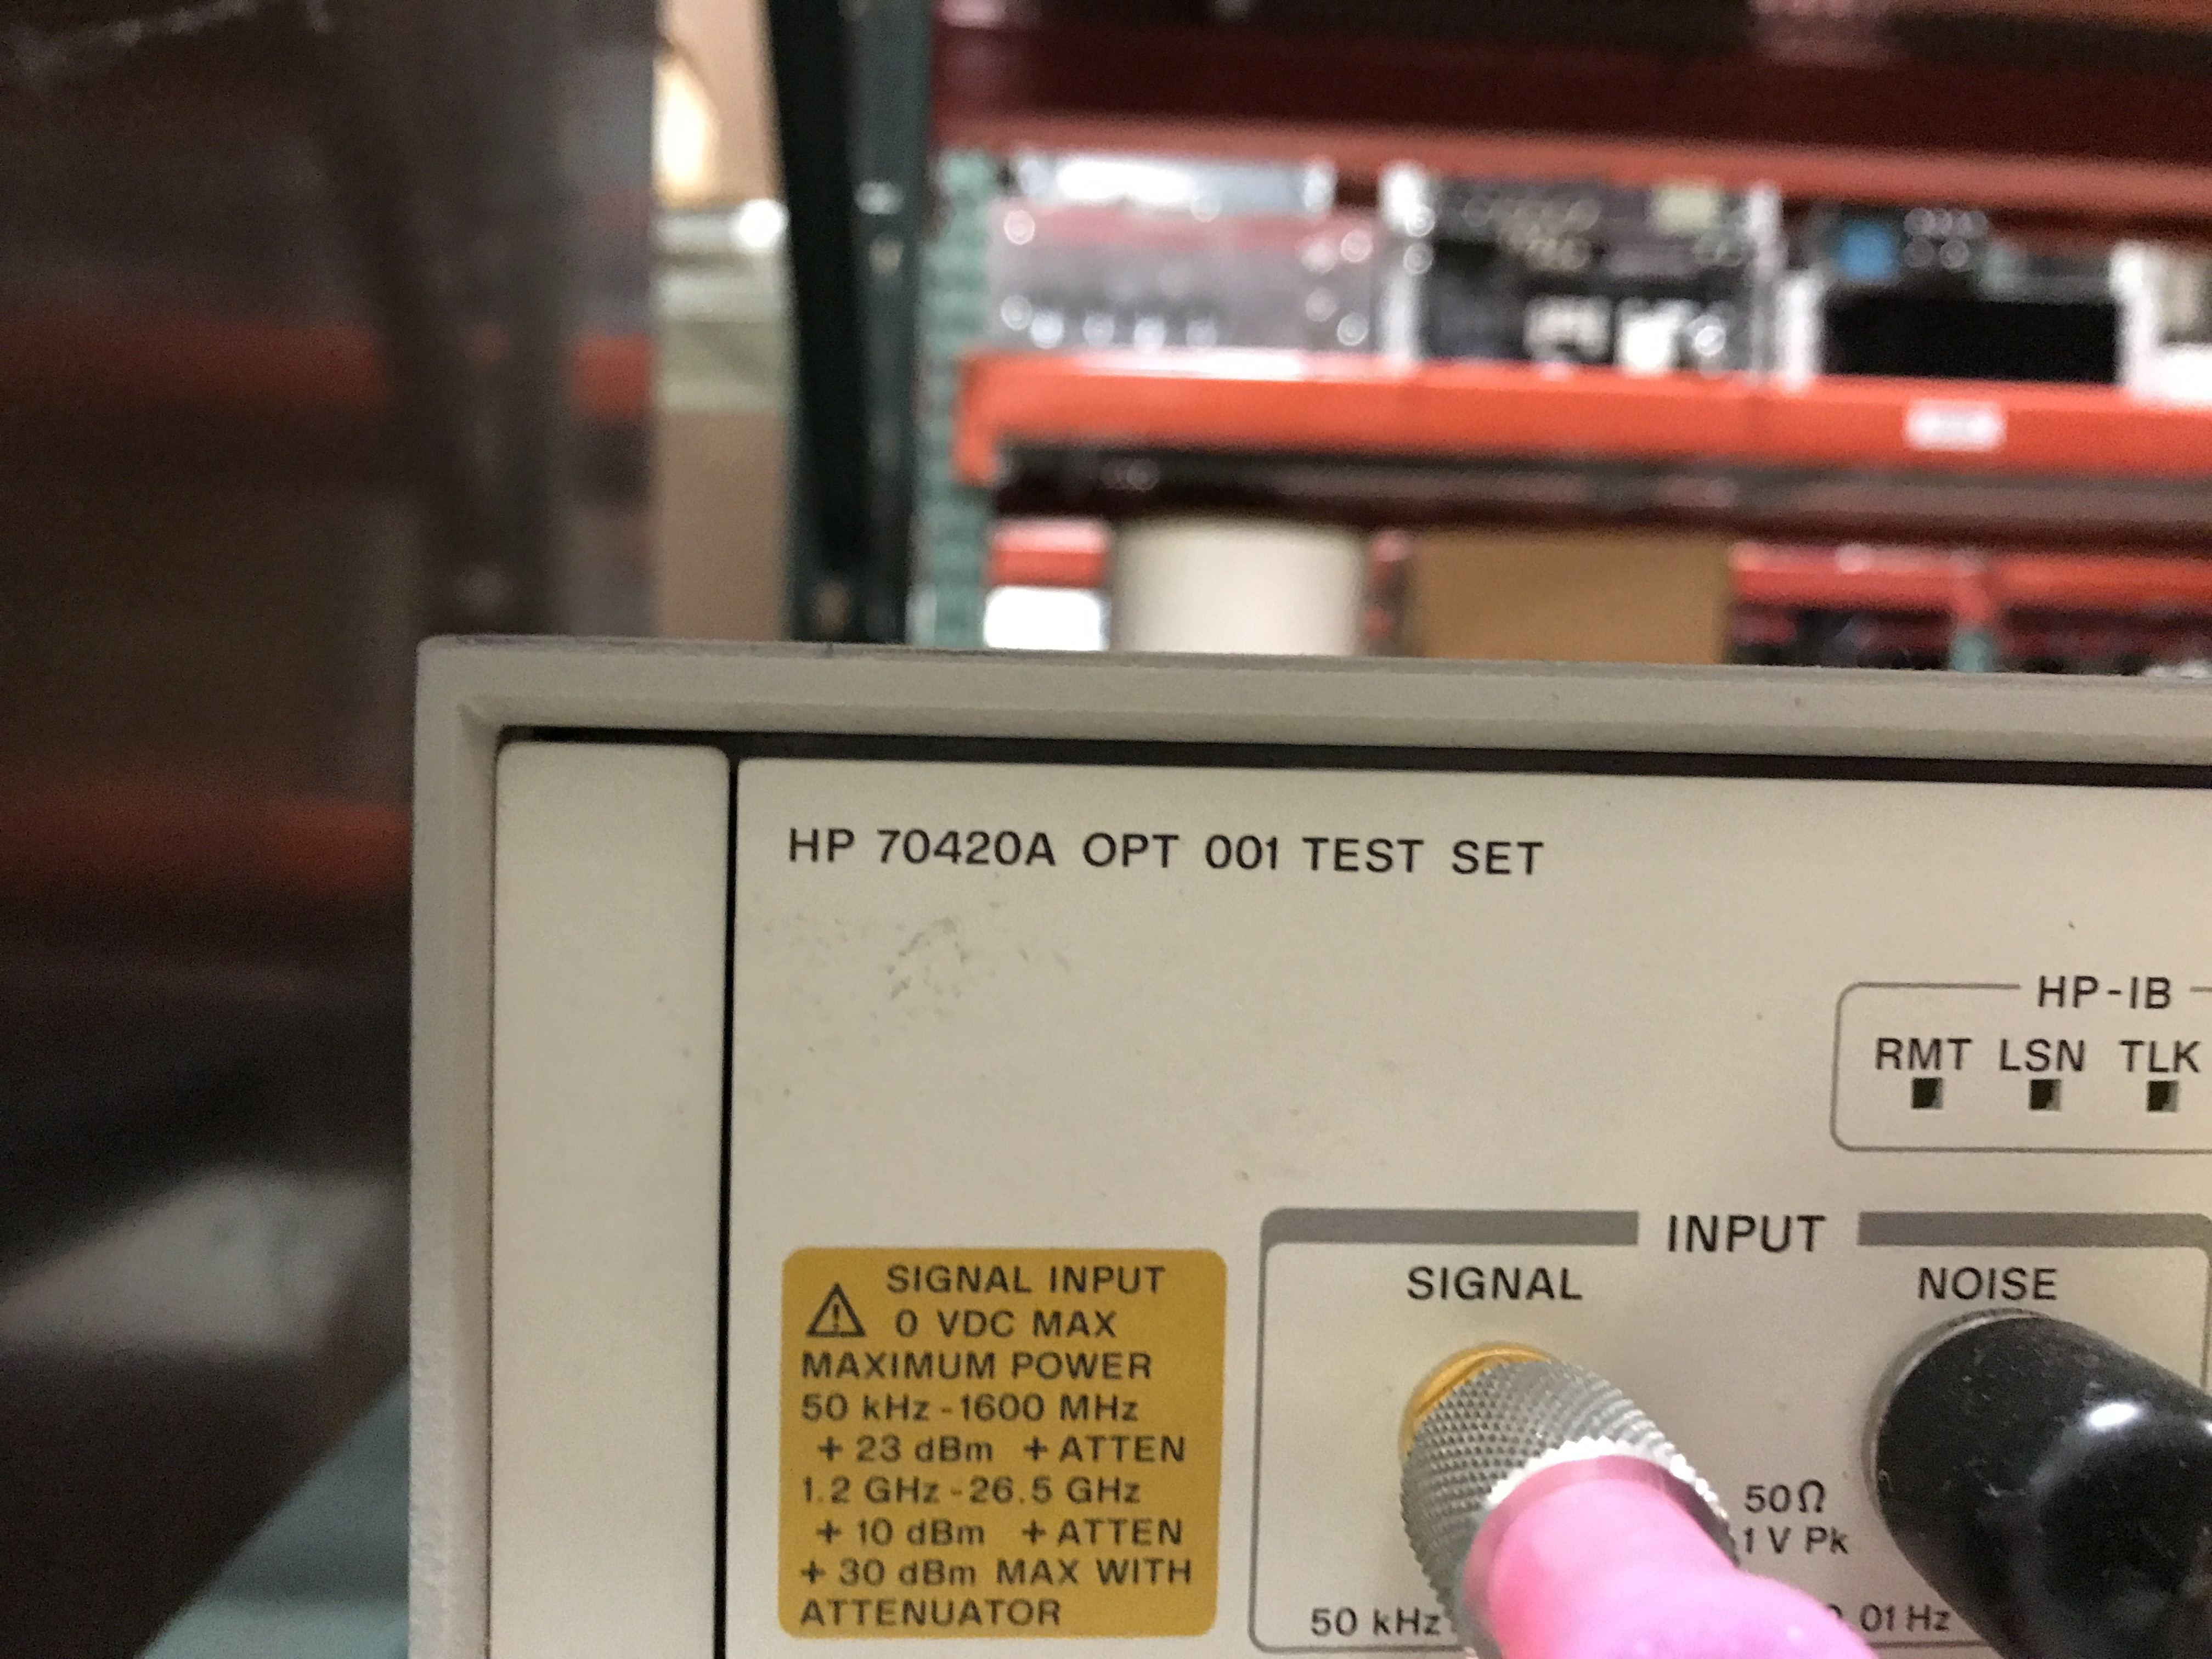 HP 70420A OPT 001 TEST SET
HP-IB
RMT LSN TLK
INPUT
SIGNAL
NOISE
SIGNAL INPUT
0 VDC MAX
MAXIMUM POWER
50 kHz - 1600 MHz
+ 23 dBm + ATTEN
1.2 GHz - 26.5 GHz
+ 10 dBm + ATTEN
+ 30 dBm MAX WITH
ATTENUATOR
50Ω
1 V Pk
50 kHz
01 Hz